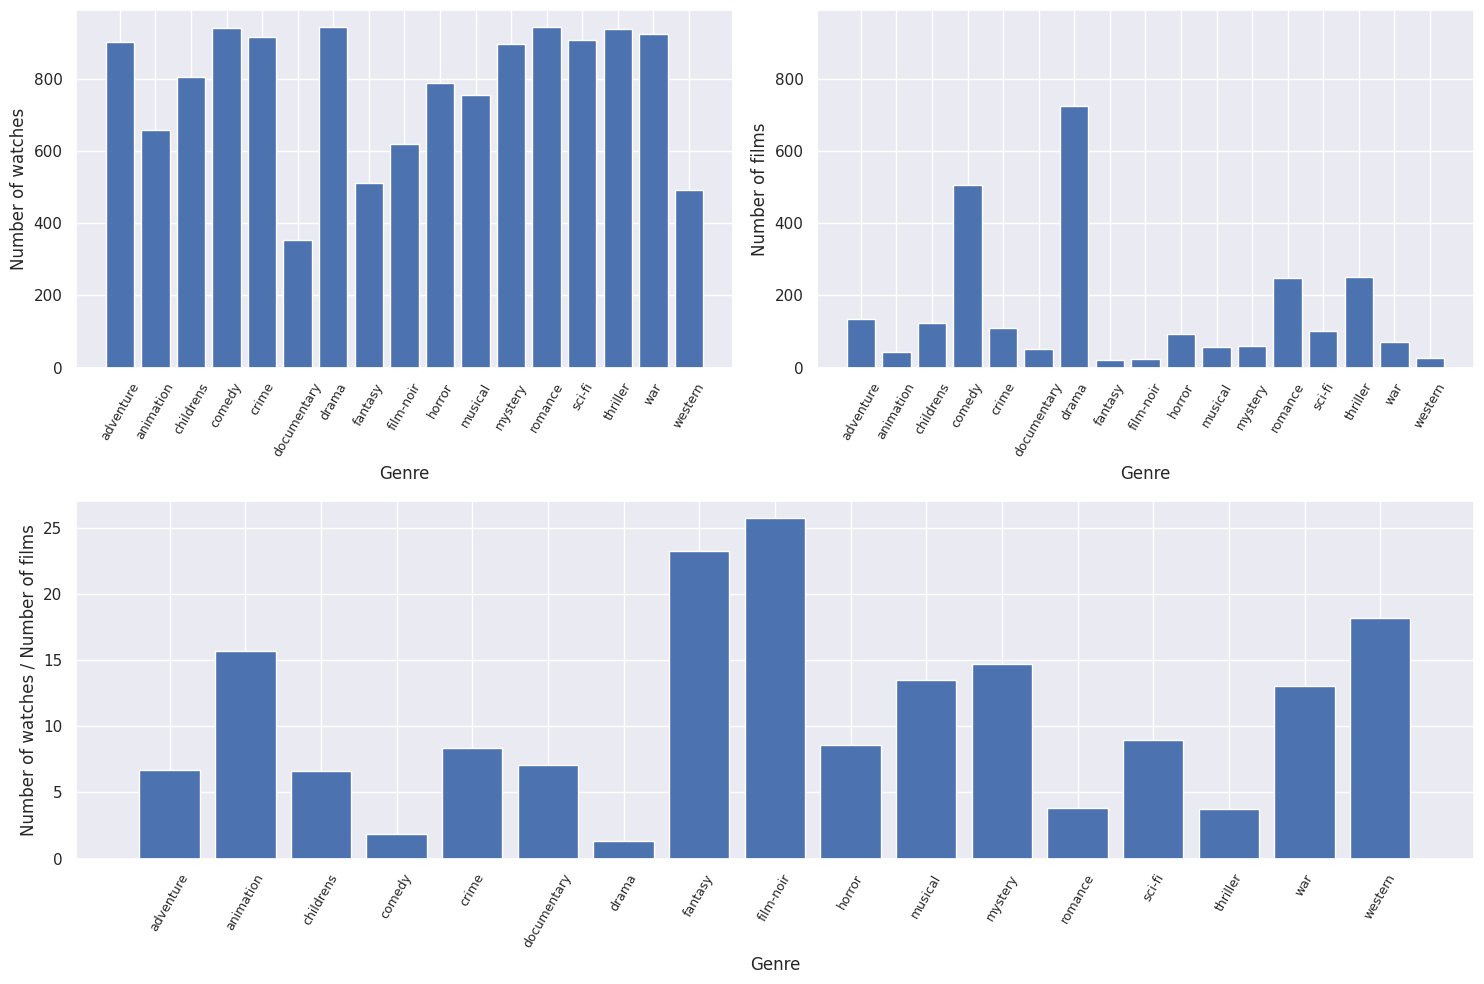 Number of watches
800
600
400
200
0
adventure
animation
childrens
comedy
crime
documentary
drama
fantasy
film-noir
horror
musical
mystery
romance
sci-fi
thriller
war
western
Genre
Number of films
800
600
400
200
0
adventure
animation
childrens
comedy
crime
documentary
drama
fantasy
film-noir
horror
musical
mystery
romance
sci-fi
thriller
war
western
Genre
Number of watches / Number of films
25
20
15
10
5
0
adventure
animation
childrens
comedy
crime
documentary
drama
fantasy
film-noir
horror
musical
mystery
romance
sci-fi
thriller
war
western
Genre